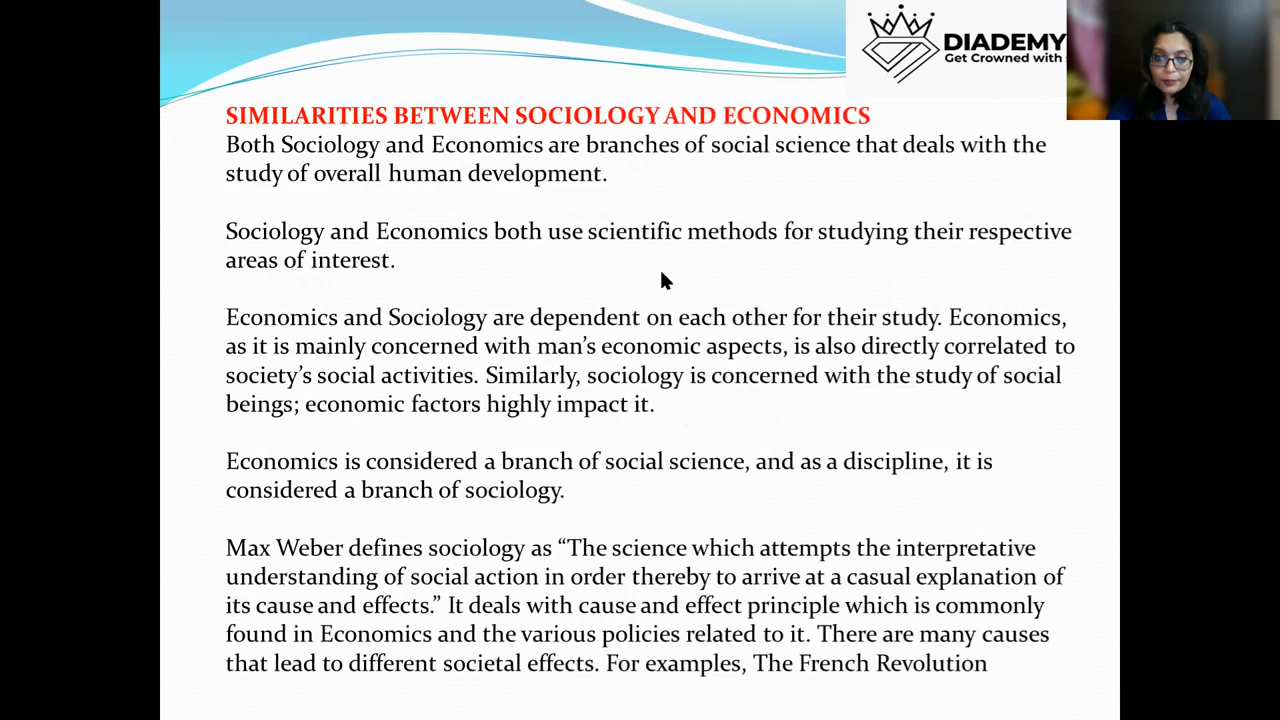 DIADEMY
Get Crowned with
SIMILARITIES BETWEEN SOCIOLOGY AND ECONOMICS
Both Sociology and Economics are branches of social science that deals with the
study of overall human development.
Sociology and Economics both use scientific methods for studying their respective
areas of interest.
Economics and Sociology are dependent on each other for their study. Economics,
as it is mainly concerned with man’s economic aspects, is also directly correlated to
society’s social activities. Similarly, sociology is concerned with the study of social
beings; economic factors highly impact it.
Economics is considered a branch of social science, and as a discipline, it is
considered a branch of sociology.
Max Weber defines sociology as “The science which attempts the interpretative
understanding of social action in order thereby to arrive at a casual explanation of
its cause and effects.” It deals with cause and effect principle which is commonly
found in Economics and the various policies related to it. There are many causes
that lead to different societal effects. For examples, The French Revolution